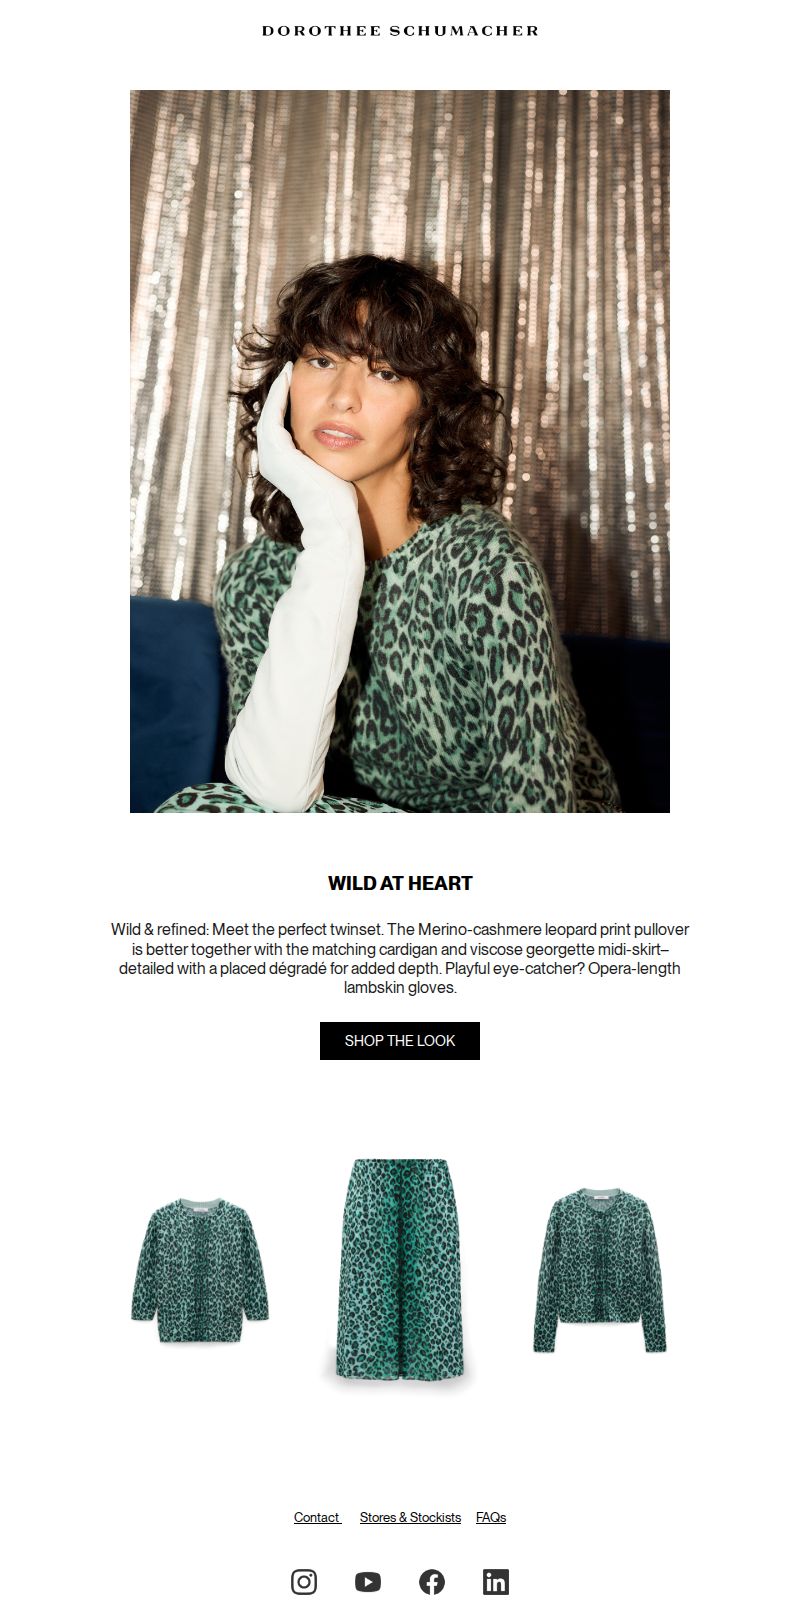 DOROTHEE SCHUMACHER
WILD AT HEART
Wild & refined: Meet the perfect twinset. The Merino-cashmere leopard print pullover
is better together with the matching cardigan and viscose georgette midi-skirt–
detailed with a placed dégradé for added depth. Playful eye-catcher? Opera-length
lambskin gloves.
SHOP THE LOOK
Contact Stores & Stockists FAQs